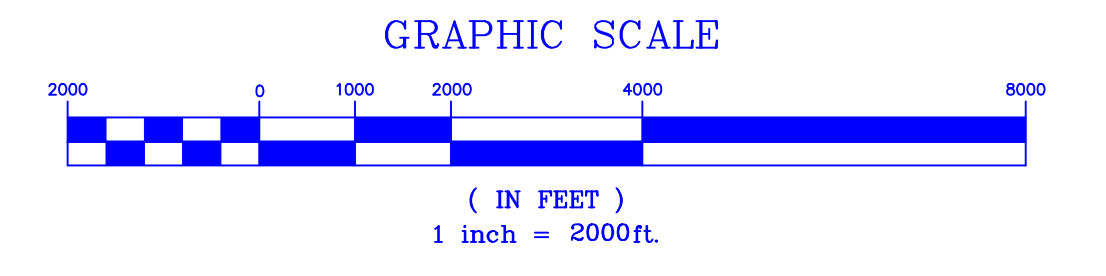 GRAPHIC SCALE
2000 0 1000 2000 4000 8000
( IN FEET )
1 inch = 2000ft.